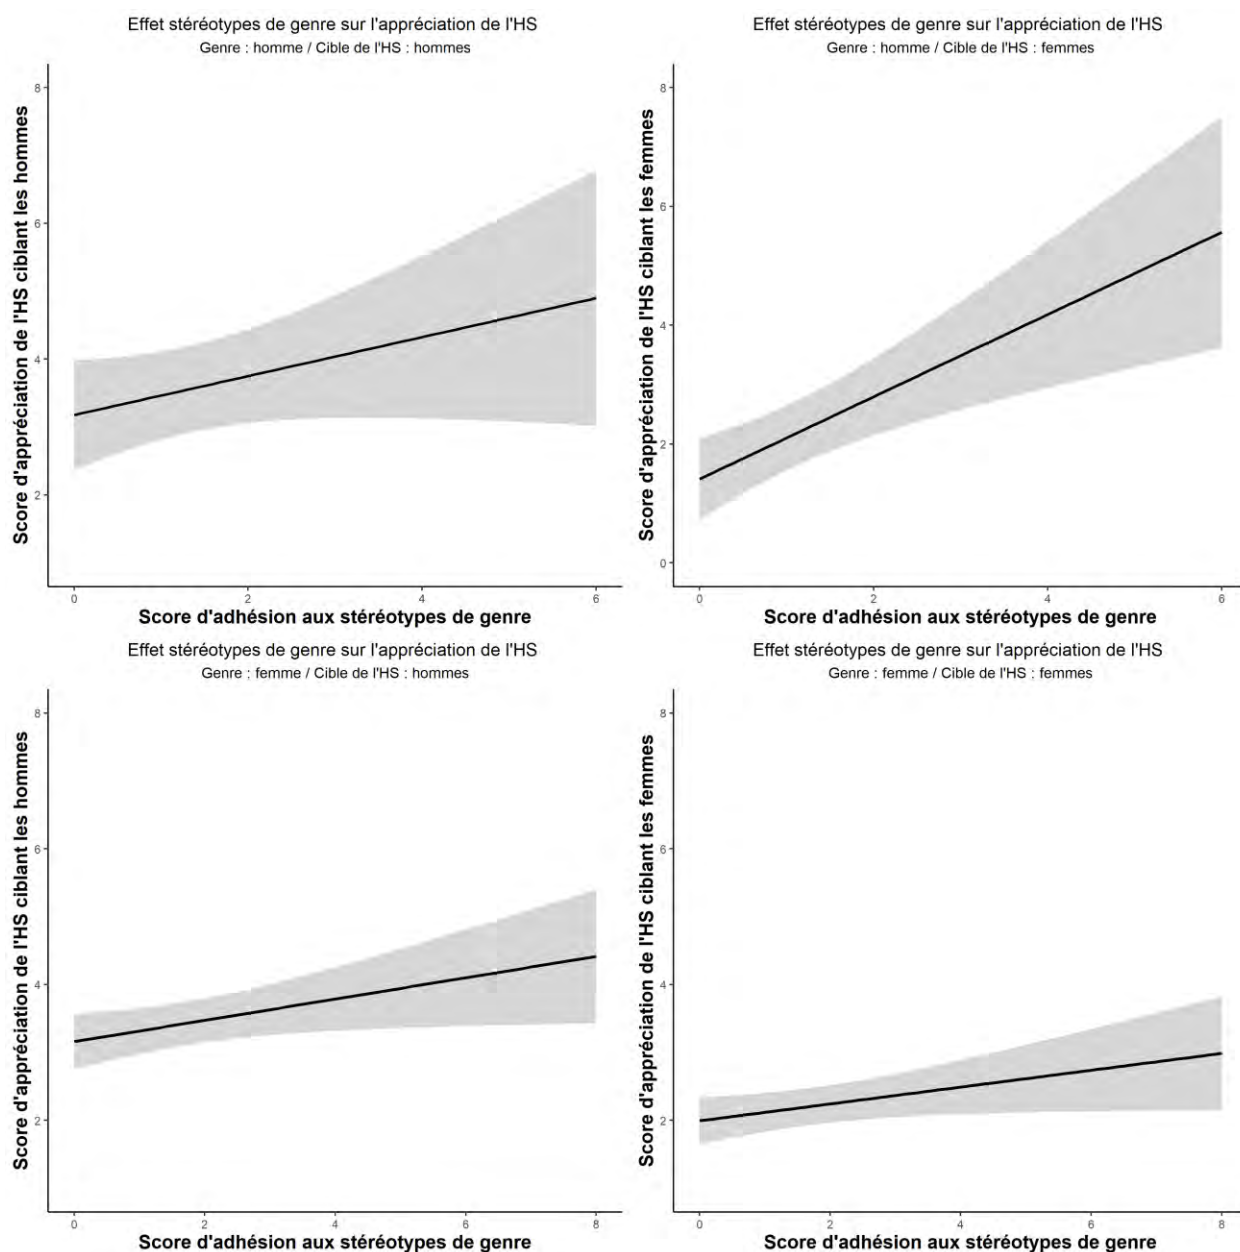 Effet stéréotypes de genre sur l'appréciation de l'HS
Genre : homme / Cible de l'HS : hommes
Score d'appréciation de l'HS ciblant les hommes
8
6
4
2
0
2
4
6
Score d'adhésion aux stéréotypes de genre
Effet stéréotypes de genre sur l'appréciation de l'HS
Genre : homme / Cible de l'HS : femmes
Score d'appréciation de l'HS ciblant les femmes
8
6
4
2
0
0
2
4
6
Score d'adhésion aux stéréotypes de genre
Effet stéréotypes de genre sur l'appréciation de l'HS
Genre : femme / Cible de l'HS : hommes
Score d'appréciation de l'HS ciblant les hommes
8
6
4
2
0
2
4
6
8
Score d'adhésion aux stéréotypes de genre
Effet stéréotypes de genre sur l'appréciation de l'HS
Genre : femme / Cible de l'HS : femmes
Score d'appréciation de l'HS ciblant les femmes
8
6
4
2
0
2
4
6
8
Score d'adhésion aux stéréotypes de genre